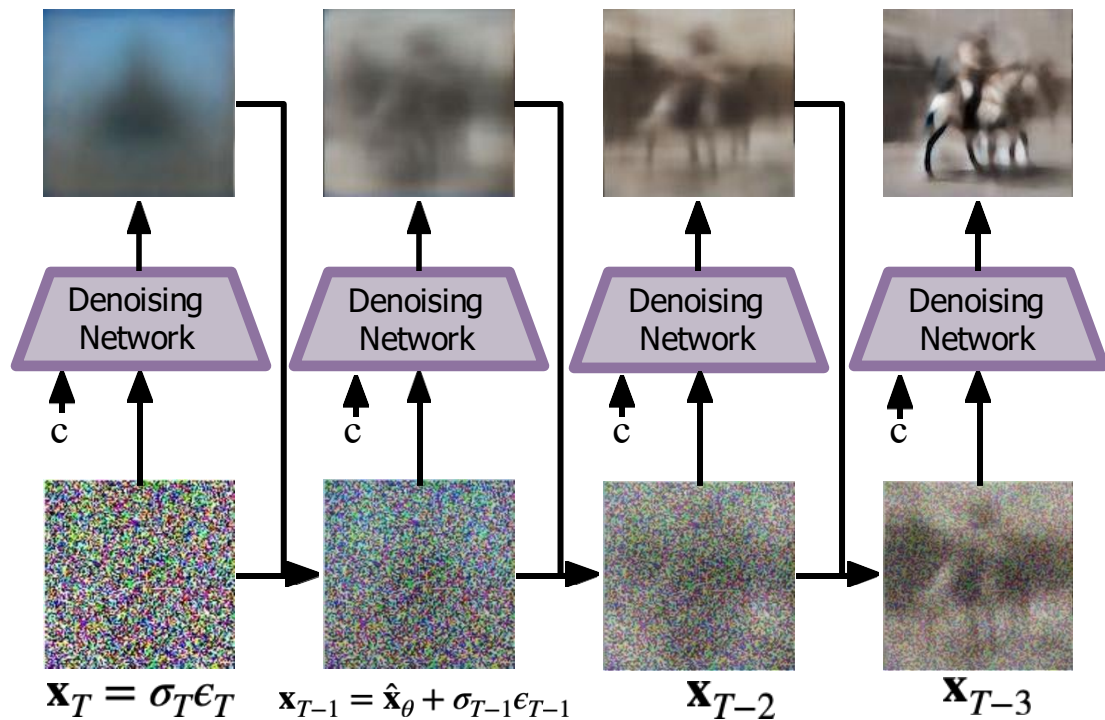 Denoising
Network
Denoising
Network
Denoising
Network
Denoising
Network
c
c
c
c
𝐱_T = σ_T ϵ_T
𝐱_{T−1} = 𝐱̂_θ + σ_{T−1} ϵ_{T−1}
𝐱_{T−2}
𝐱_{T−3}